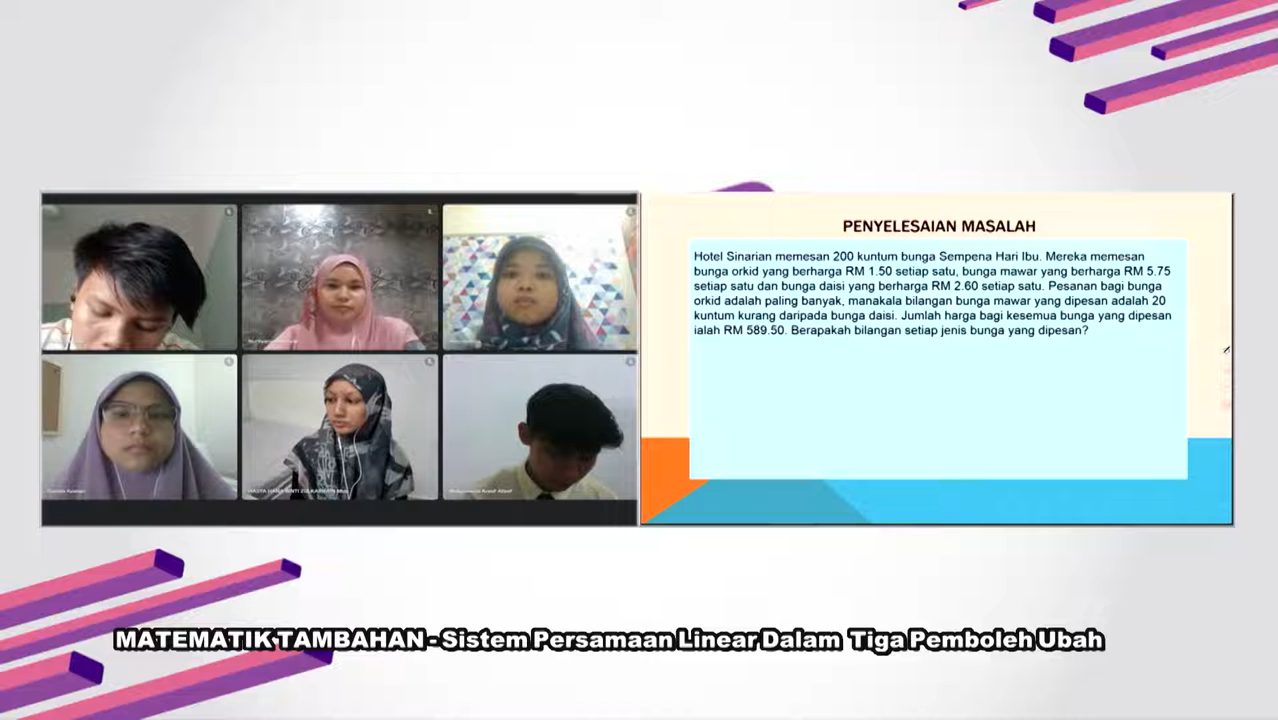 PENYELESAIAN MASALAH
Hotel Sinarian memesan 200 kuntum bunga Sempena Hari Ibu. Mereka memesan
bunga orkid yang berharga RM 1.50 setiap satu, bunga mawar yang berharga RM 5.75
setiap satu dan bunga daisi yang berharga RM 2.60 setiap satu. Pesanan bagi bunga
orkid adalah paling banyak, manakala bilangan bunga mawar yang dipesan adalah 20
kuntum kurang daripada bunga daisi. Jumlah harga bagi kesemua bunga yang dipesan
ialah RM 589.50. Berapakah bilangan setiap jenis bunga yang dipesan?
MATEMATIK TAMBAHAN - Sistem Persamaan Linear Dalam Tiga Pemboleh Ubah